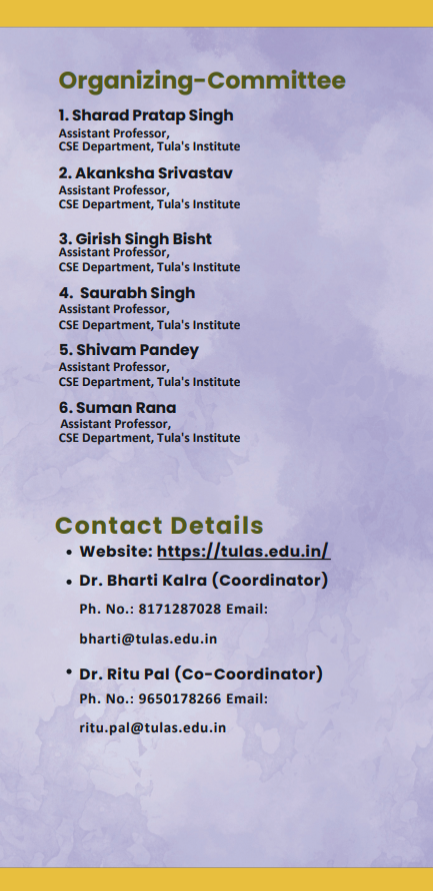 Organizing-Committee
1. Sharad Pratap Singh
Assistant Professor,
CSE Department, Tula's Institute
2. Akanksha Srivastav
Assistant Professor,
CSE Department, Tula's Institute
3. Girish Singh Bisht
Assistant Professor,
CSE Department, Tula's Institute
4. Saurabh Singh
Assistant Professor,
CSE Department, Tula's Institute
5. Shivam Pandey
Assistant Professor,
CSE Department, Tula's Institute
6. Suman Rana
Assistant Professor,
CSE Department, Tula's Institute
Contact Details
• Website: https://tulas.edu.in/
• Dr. Bharti Kalra (Coordinator)
Ph. No.: 8171287028 Email:
bharti@tulas.edu.in
• Dr. Ritu Pal (Co-Coordinator)
Ph. No.: 9650178266 Email:
ritu.pal@tulas.edu.in